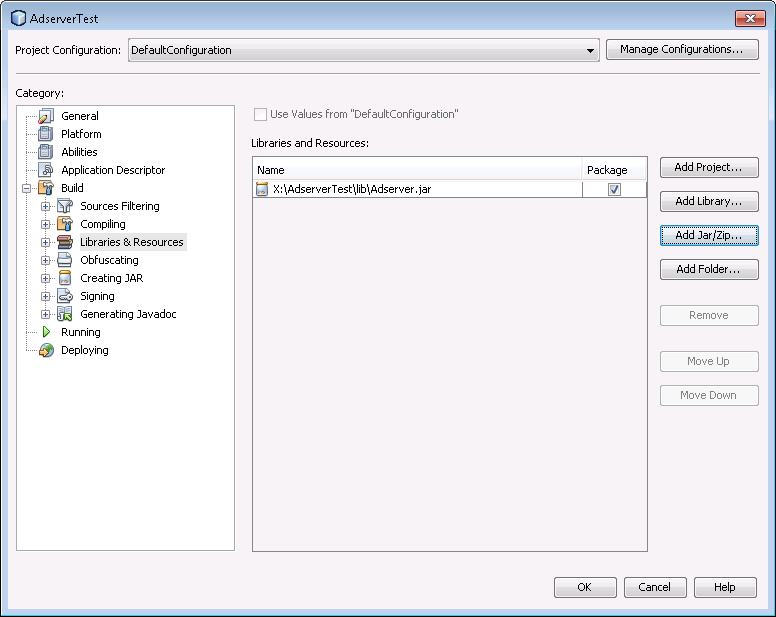 AdserverTest
Project Configuration: DefaultConfiguration Manage Configurations...
Category:
General
Platform
Abilities
Application Descriptor
Build
Sources Filtering
Compiling
Libraries & Resources
Obfuscating
Creating JAR
Signing
Generating Javadoc
Running
Deploying
Use Values from "DefaultConfiguration"
Libraries and Resources:
Name Package
X:\AdserverTest\lib\Adserver.jar
Add Project...
Add Library...
Add Jar/Zip...
Add Folder...
Remove
Move Up
Move Down
OK Cancel Help